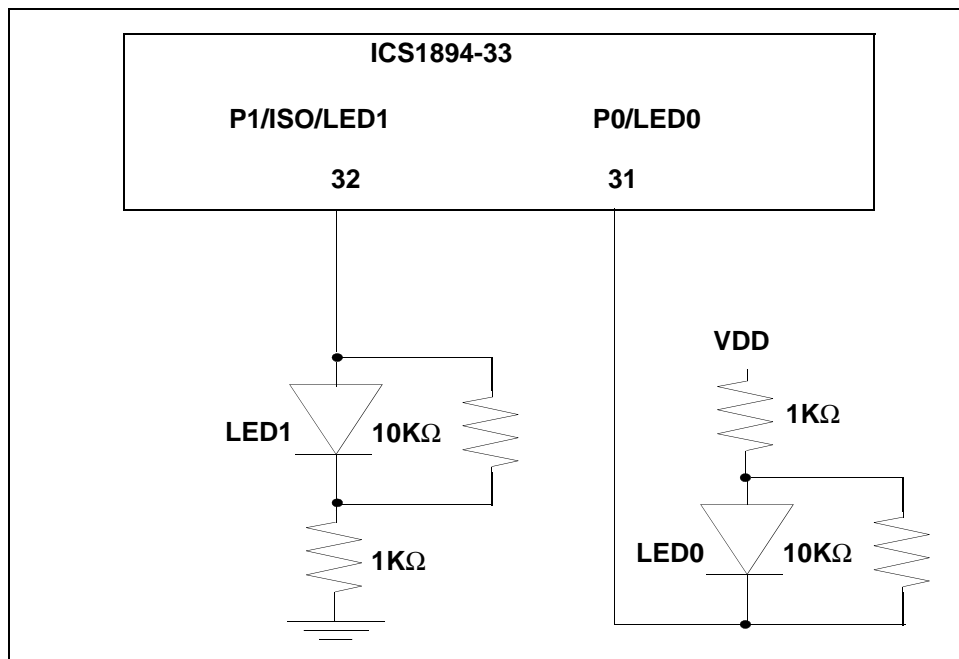 ICS1894-33
P1/ISO/LED1 P0/LED0
32 31
VDD
1KΩ
LED1 10KΩ
LED0 10KΩ
1KΩ